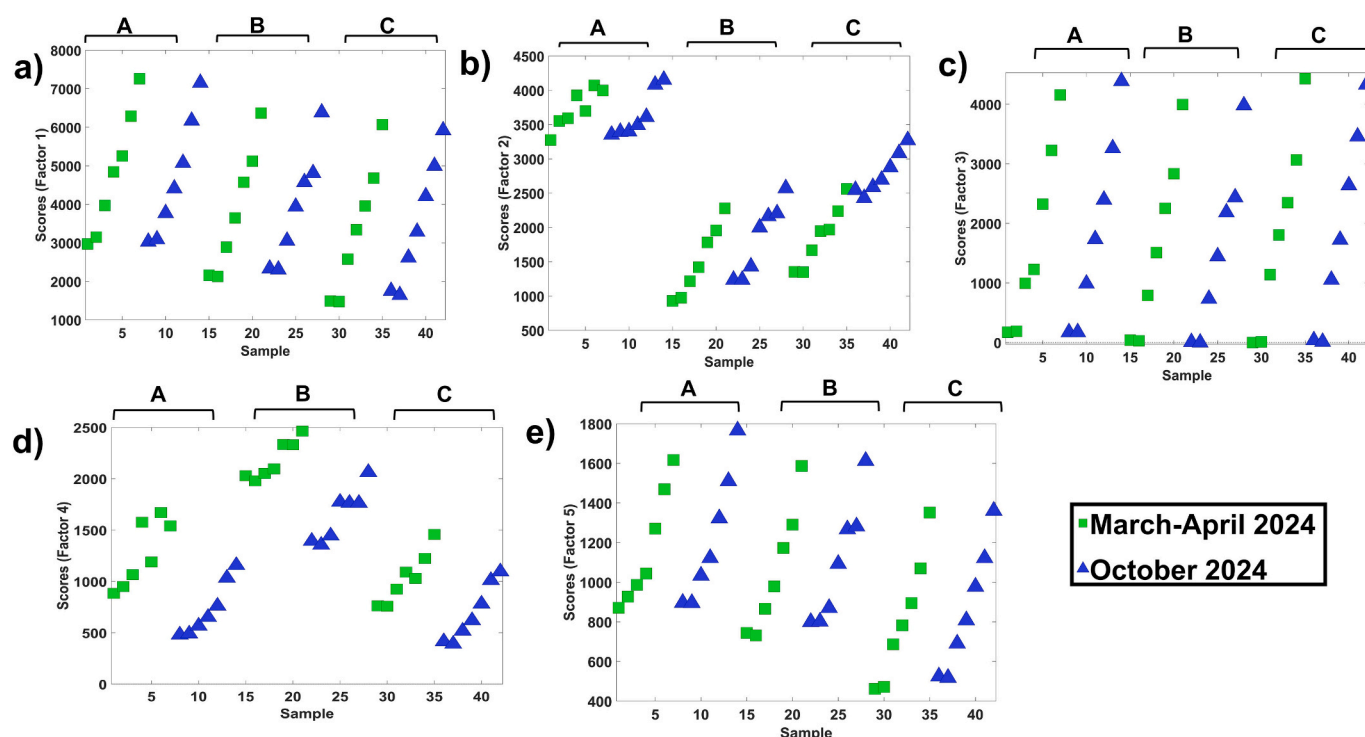 a)
A B C
Scores (Factor 1)
8000
7000
6000
5000
4000
3000
2000
1000
5 10 15 20 25 30 35 40
Sample
b)
A B C
Scores (Factor 2)
4500
4000
3500
3000
2500
2000
1500
1000
500
5 10 15 20 25 30 35 40
Sample
c)
A B C
Scores (Factor 3)
4000
3000
2000
1000
0
5 10 15 20 25 30 35 40
Sample
d)
A B C
Scores (Factor 4)
2500
2000
1500
1000
500
0
5 10 15 20 25 30 35 40
Sample
e)
A B C
Scores (Factor 5)
1800
1600
1400
1200
1000
800
600
400
5 10 15 20 25 30 35 40
Sample
March-April 2024
October 2024